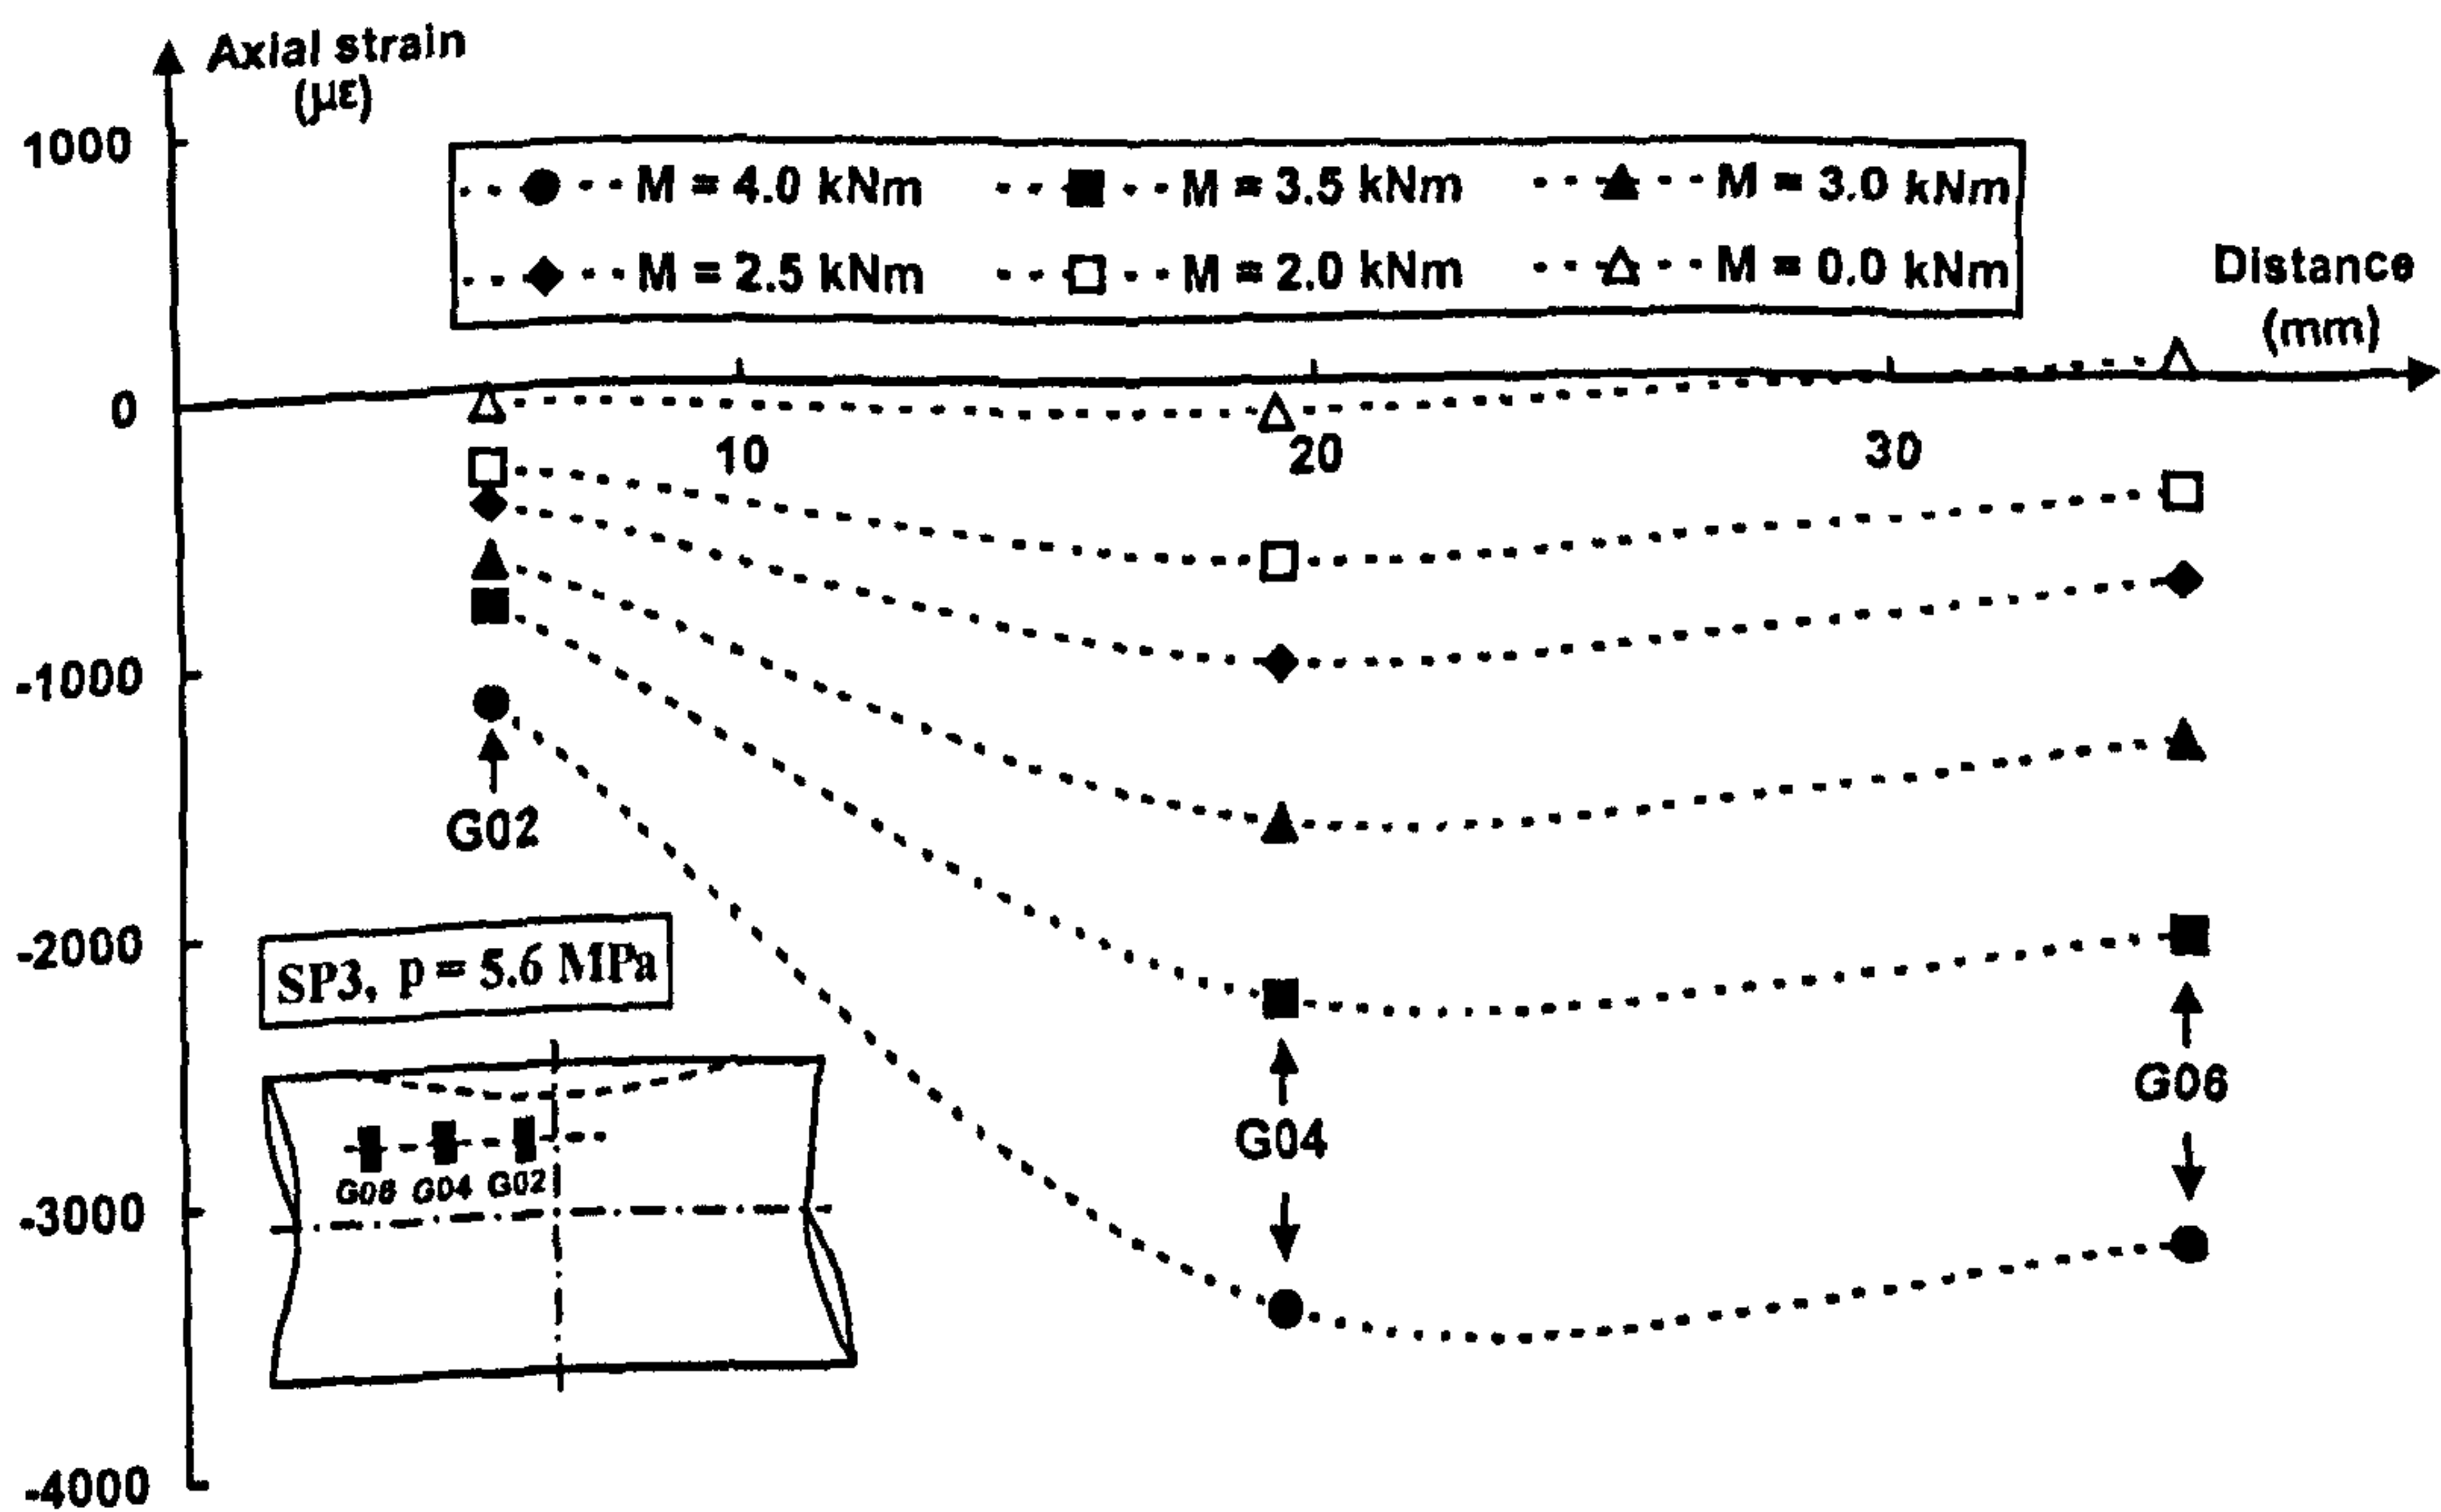 Axial strain
(με)
1000
M = 4.0 kNm M = 3.5 kNm M = 3.0 kNm
M = 2.5 kNm M = 2.0 kNm M = 0.0 kNm
Distance
(mm)
0
10 20 30
-1000
G02
-2000
SP3, p = 5.6 MPa
G04
G06
G06 G04 G02
-3000
-4000